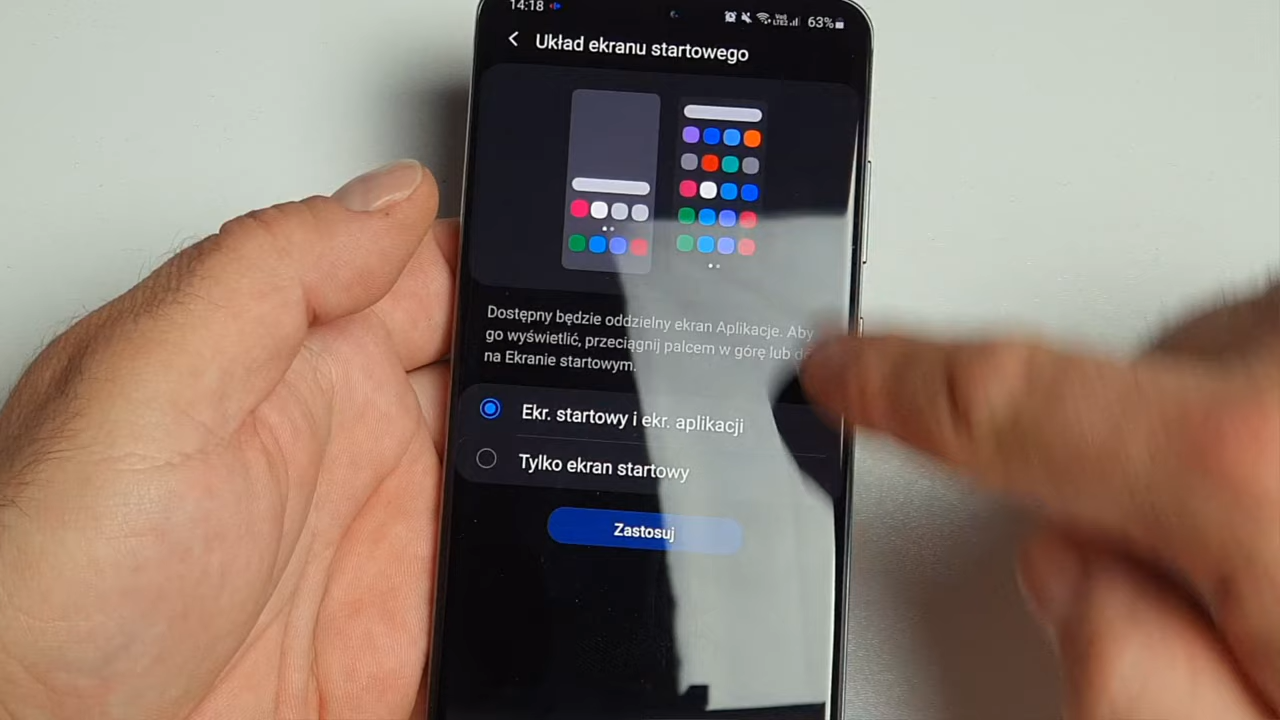 14:18
63%
Układ ekranu startowego
Dostępny będzie oddzielny ekran Aplikacje. Aby
go wyświetlić, przeciągnij palcem w górę lub
na Ekranie startowym.
Ekr. startowy i ekr. aplikacji
Tylko ekran startowy
Zastosuj